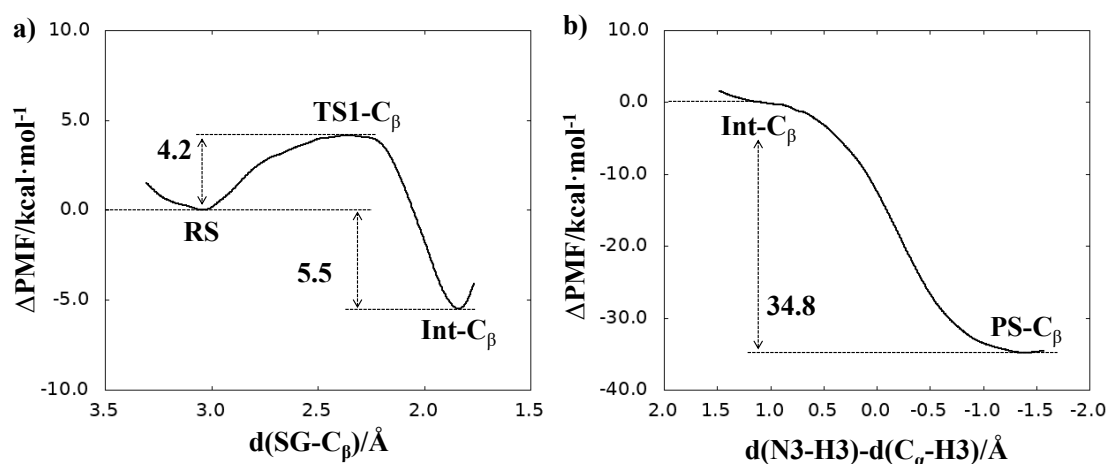 a)
10.0
5.0
0.0
-5.0
-10.0
ΔPMF/kcal·mol-1
TS1-Cβ
4.2
RS
5.5
Int-Cβ
3.5 3.0 2.5 2.0 1.5
d(SG-Cβ)/Å
b)
10.0
0.0
-10.0
-20.0
-30.0
-40.0
ΔPMF/kcal·mol-1
Int-Cβ
34.8
PS-Cβ
2.0 1.5 1.0 0.5 0.0 -0.5 -1.0 -1.5 -2.0
d(N3-H3)-d(Cα-H3)/Å